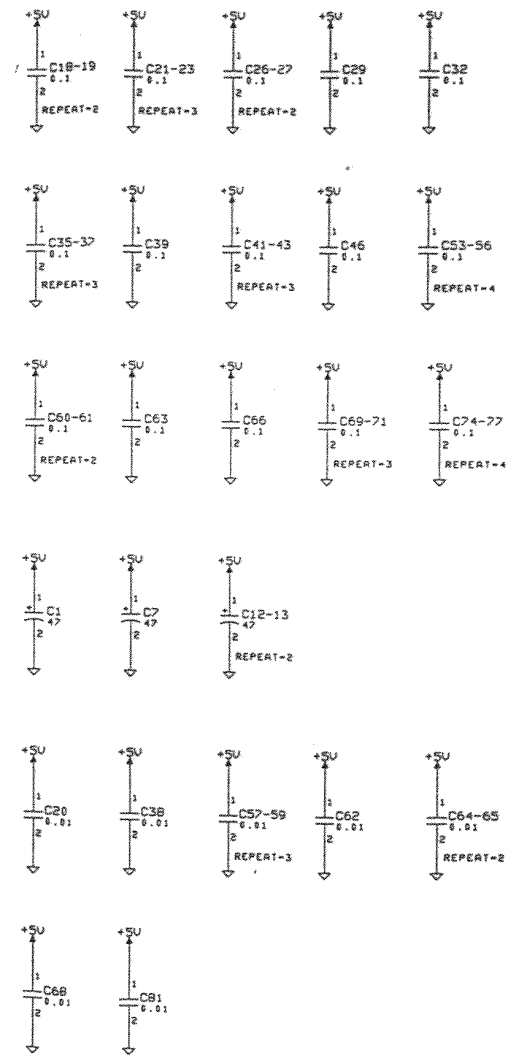 +5V +5V +5V +5V +5V
1 1 1 1 1
C18-19 C21-23 C26-27 C29 C32
0.1 0.1 0.1 0.1 0.1
2 2 2 2 2
REPEAT=2 REPEAT=3 REPEAT=2
+5V +5V +5V +5V +5V
1 1 1 1 1
C35-37 C39 C41-43 C46 C53-56
0.1 0.1 0.1 0.1 0.1
2 2 2 2 2
REPEAT=3 REPEAT=3 REPEAT=4
+5V +5V +5V +5V +5V
1 1 1 1 1
C60-61 C63 C66 C69-71 C74-77
0.1 0.1 0.1 0.1 0.1
2 2 2 2 2
REPEAT=2 REPEAT=3 REPEAT=4
+5V +5V +5V
1 1 1
+ C1 + C7 + C12-13
47 47 47
2 2 2
REPEAT=2
+5V +5V +5V +5V +5V
1 1 1 1 1
C20 C38 C57-59 C62 C64-65
0.01 0.01 0.01 0.01 0.01
2 2 2 2 2
REPEAT=3 REPEAT=2
+5V +5V
1 1
C68 C81
0.01 0.01
2 2